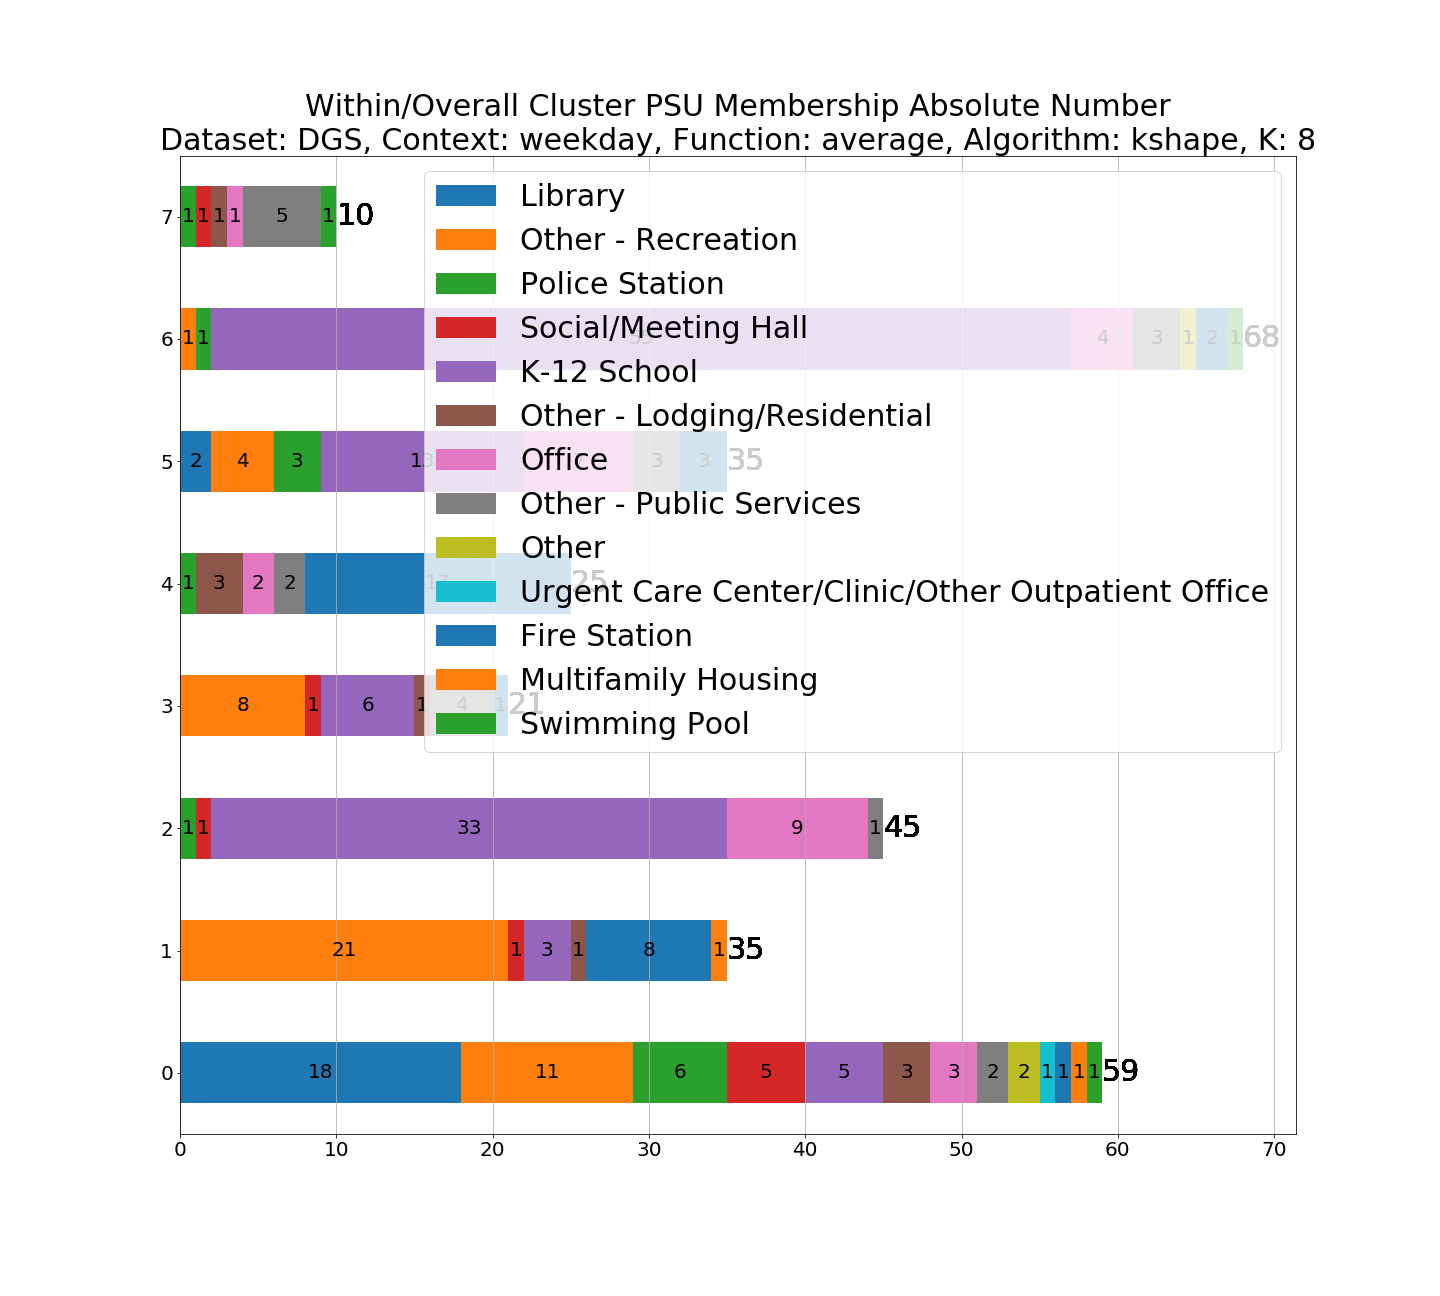 Within/Overall Cluster PSU Membership Absolute Number
Dataset: DGS, Context: weekday, Function: average, Algorithm: kshape, K: 8
Library
Other - Recreation
Police Station
Social/Meeting Hall
K-12 School
Other - Lodging/Residential
Office
Other - Public Services
Other
Urgent Care Center/Clinic/Other Outpatient Office
Fire Station
Multifamily Housing
Swimming Pool
7 1 1 1 1 5 1 10
6 1 1 4 3 1 2 1 68
5 2 4 3 13 3 3 35
4 1 3 2 2 17 25
3 8 1 6 1 4 1 21
2 1 1 33 9 1 45
1 21 1 3 1 8 1 35
0 18 11 6 5 5 3 3 2 2 1 1 1 1 59
0 10 20 30 40 50 60 70